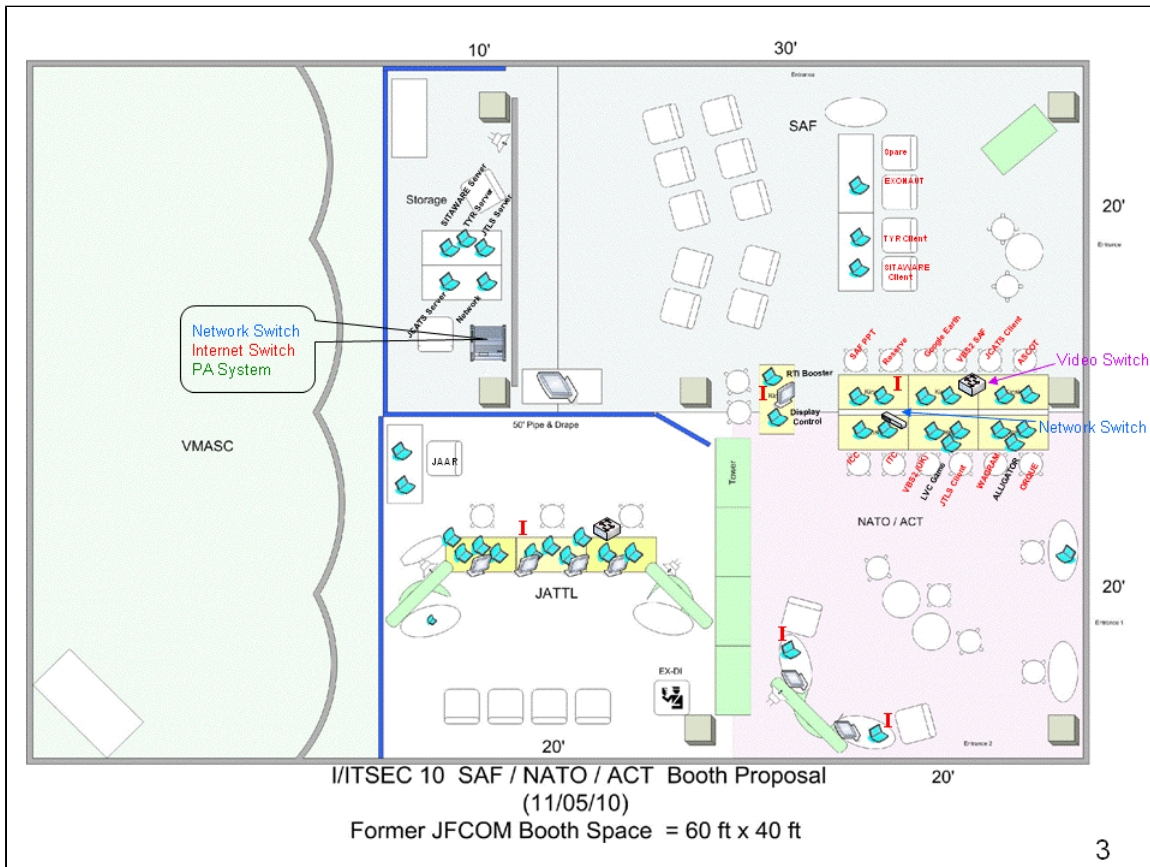 10'
30'
Entrance
SAF
Spare
EXONAUT
TYR Client
SITAWARE
Client
20'
Entrance
Storage
SITAWARE Server
TYR Server
JTLS Server
JCATS Server
Network
Network Switch
Internet Switch
PA System
SAF PPT
Reserve
Google Earth
VBS2 SAF
JCATS Client
ASCOT
Video Switch
RTI Booster
I
Display
Control
I
Network Switch
VMASC
50' Pipe & Drape
JAAR
Tower
ICC
ITC
VBS2 (UK)
LVC Game
JTLS Client
WAGRAM
ALLIGATOR
ORQUE
NATO / ACT
I
JATTL
20'
Entrance 1
I
EX-DI
I
20'
Entrance 2
20'
I/ITSEC 10 SAF / NATO / ACT Booth Proposal
(11/05/10)
Former JFCOM Booth Space = 60 ft x 40 ft
3